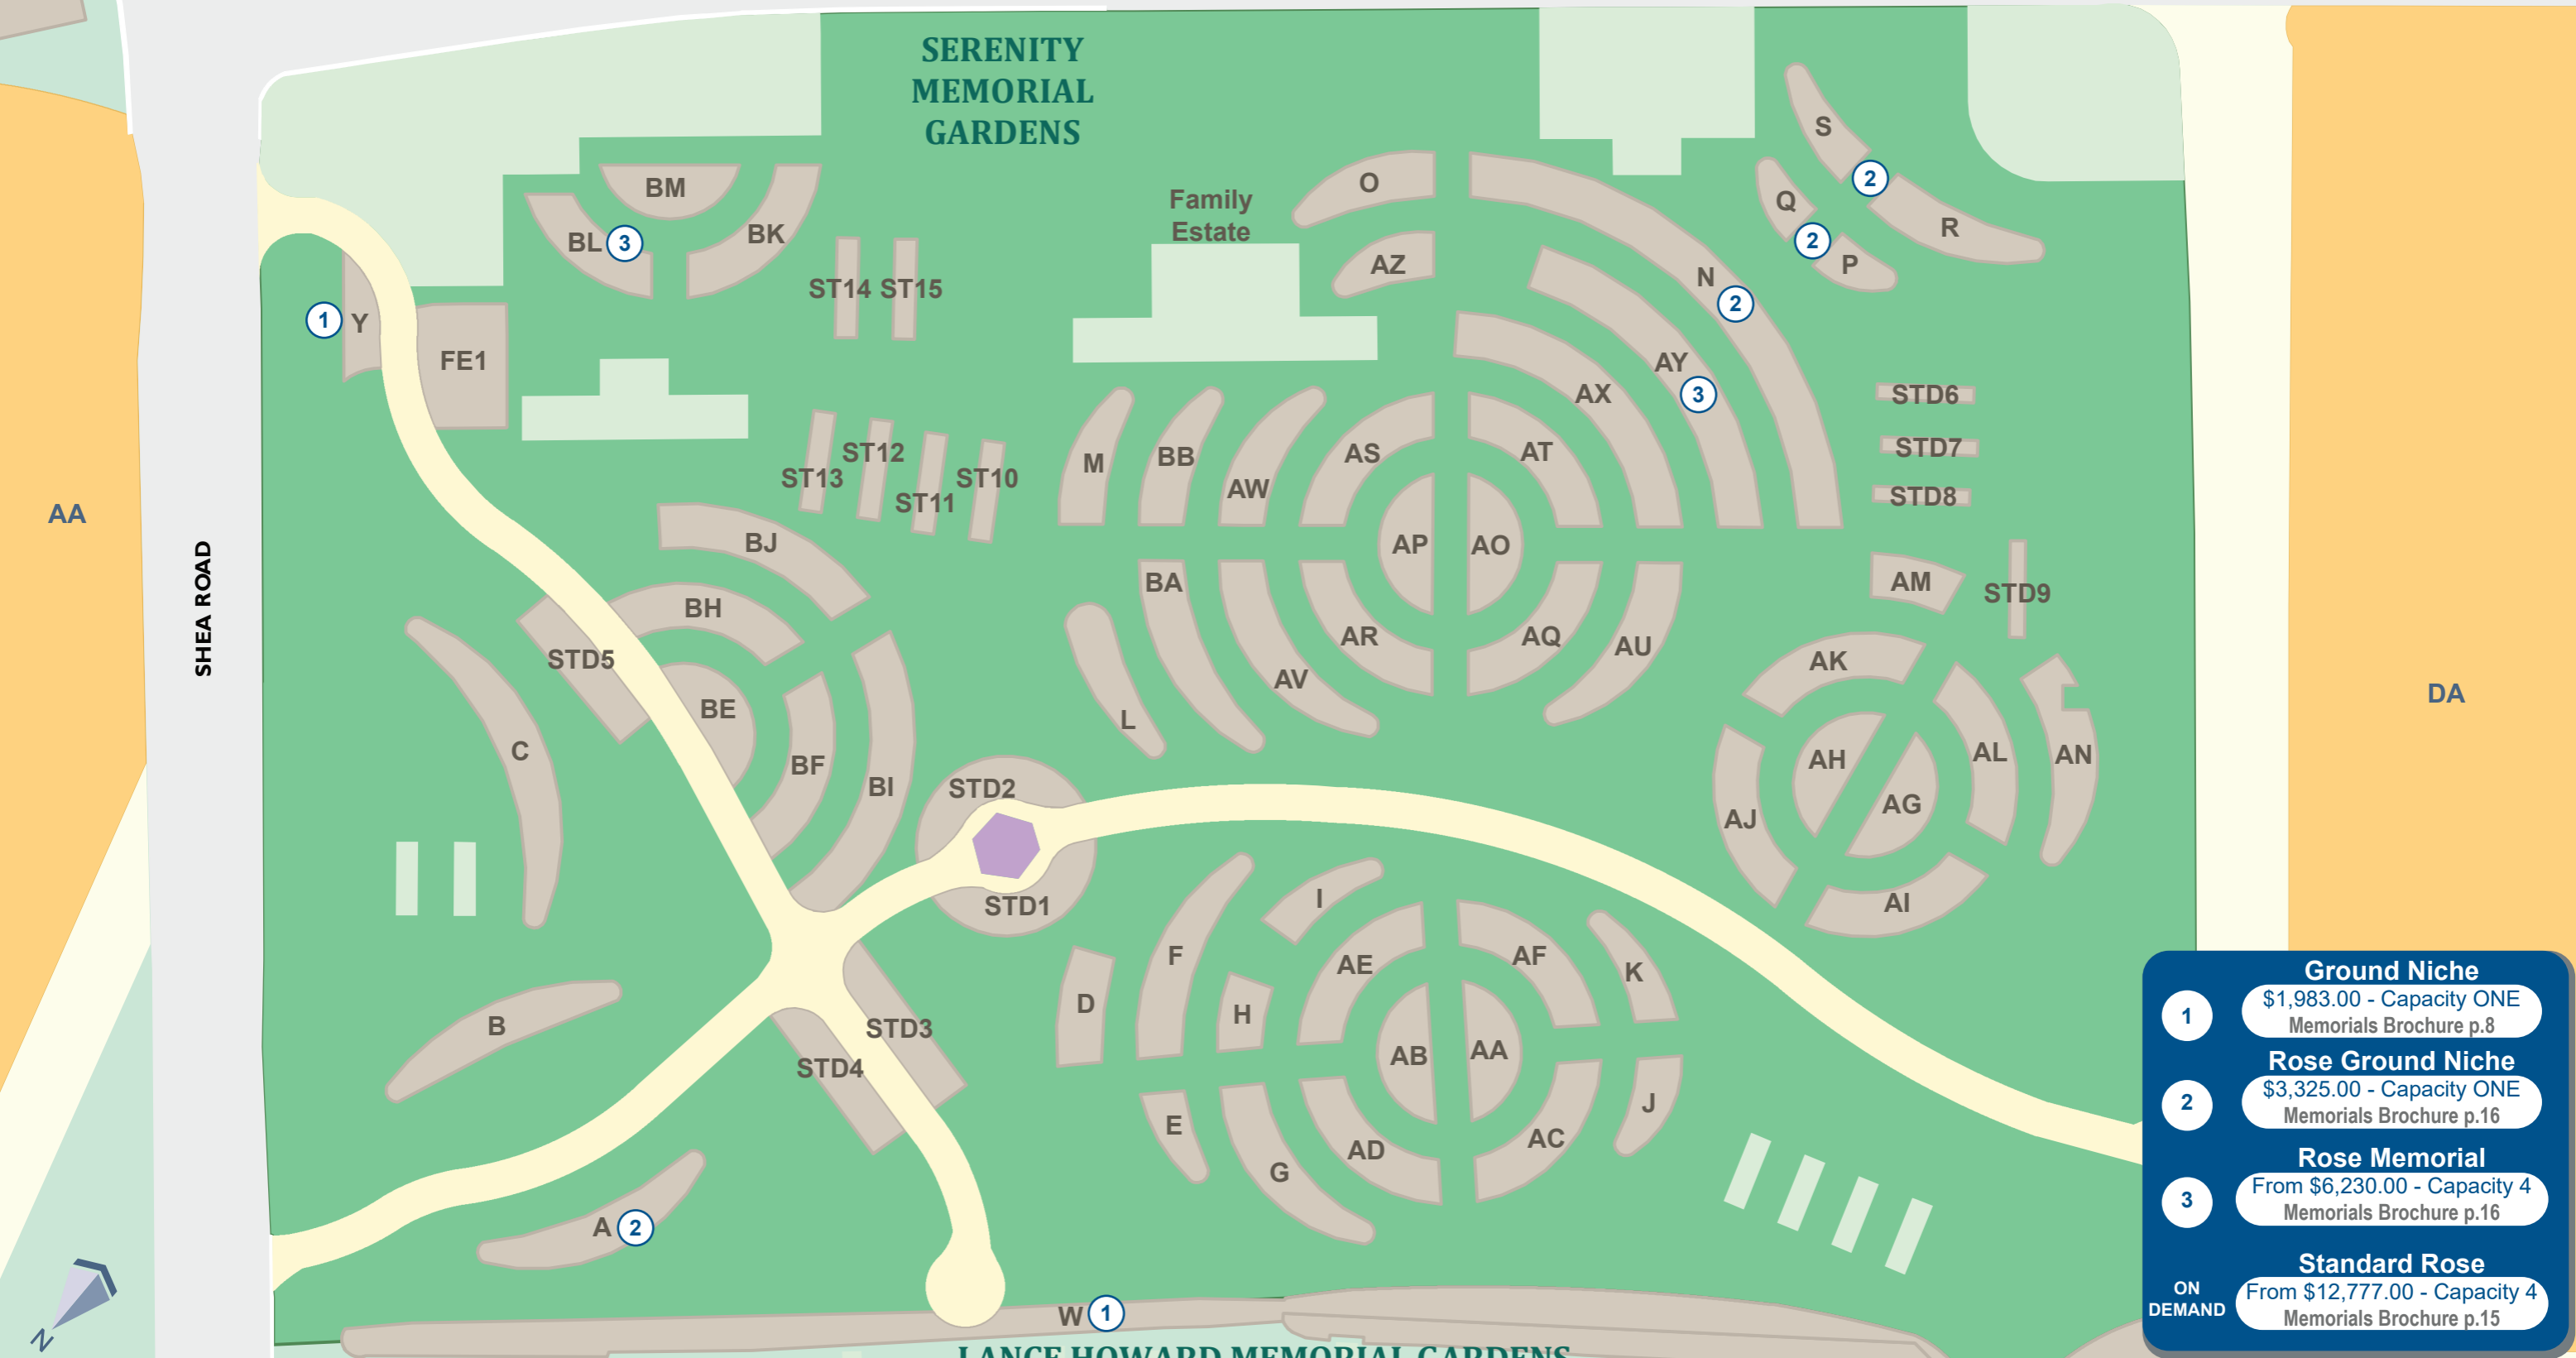 SERENITY
MEMORIAL
GARDENS
S
2
Q
R
2
P
BM
BL 3
BK
O
Family
Estate
AZ
N
2
ST14
ST15
1 Y
FE1
AY
3
AX
STD6
STD7
STD8
ST12
ST13
ST10
ST11
M
BB
AW
AS
AT
AA
SHEA ROAD
BJ
AP
AO
BA
AM
STD9
BH
AR
AQ
AU
STD5
AK
AV
L
DA
BE
C
BF
BI
AH
AL
AN
AG
AJ
STD2
STD1
I
AI
F
AE
AF
K
D
H
B
STD3
STD4
AB
AA
E
J
AD
AC
G
A 2
W 1
N
LANCE HOWARD MEMORIAL GARDENS
Ground Niche
1
$1,983.00 - Capacity ONE
Memorials Brochure p.8
Rose Ground Niche
2
$3,325.00 - Capacity ONE
Memorials Brochure p.16
Rose Memorial
3
From $6,230.00 - Capacity 4
Memorials Brochure p.16
Standard Rose
ON
DEMAND
From $12,777.00 - Capacity 4
Memorials Brochure p.15